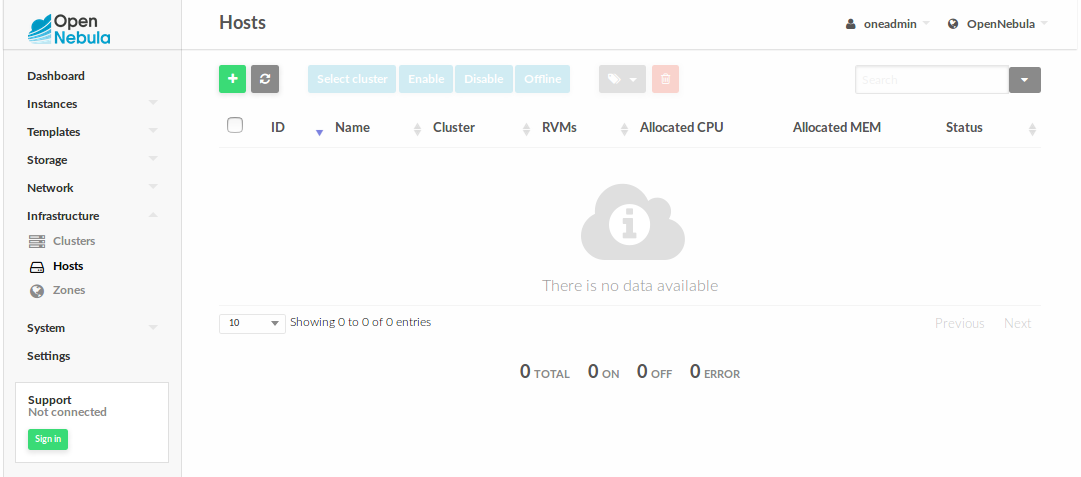 Open
Nebula
Hosts
oneadmin
OpenNebula
Dashboard
Instances
Templates
Storage
Network
Infrastructure
Clusters
Hosts
Zones
System
Settings
Support
Not connected
Sign in
Select cluster Enable Disable Offline
Search
ID Name Cluster RVMs Allocated CPU Allocated MEM Status
There is no data available
10 Showing 0 to 0 of 0 entries
Previous Next
0 TOTAL 0 ON 0 OFF 0 ERROR